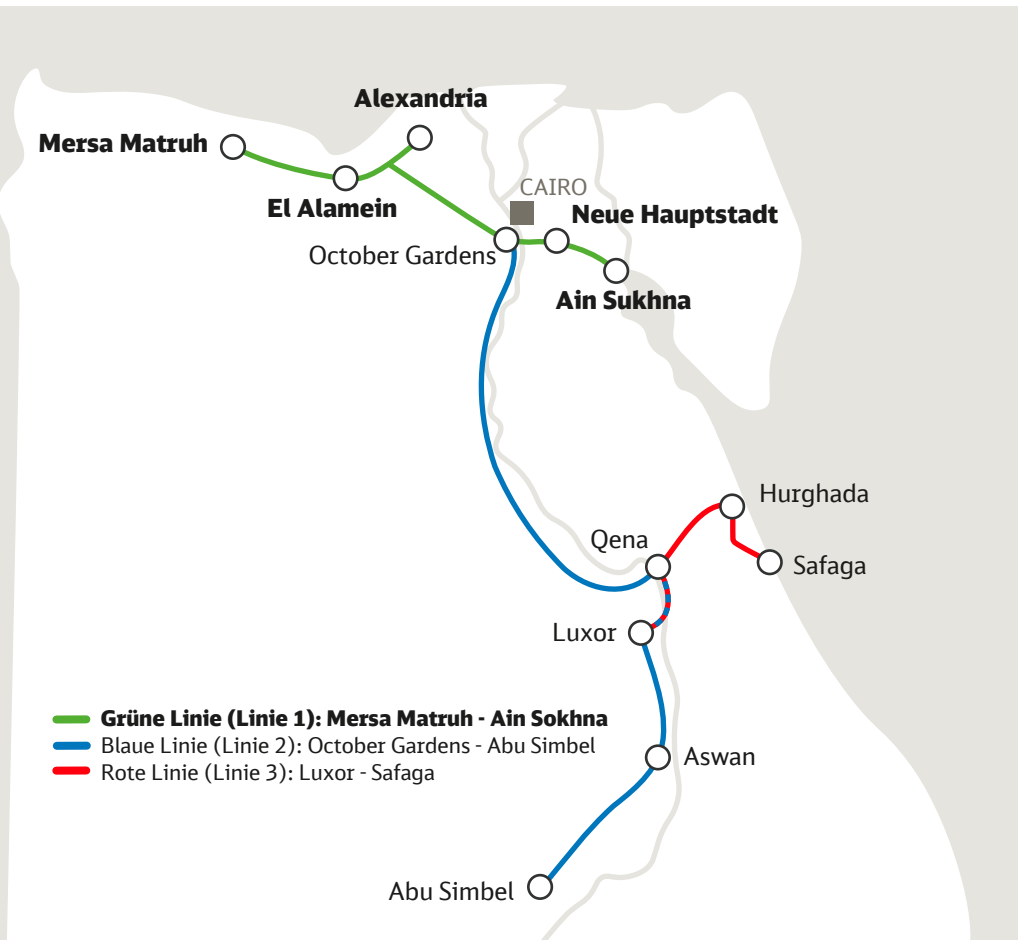 Alexandria
Mersa Matruh
CAIRO
El Alamein
Neue Hauptstadt
October Gardens
Ain Sukhna
Hurghada
Qena
Safaga
Luxor
Grüne Linie (Linie 1): Mersa Matruh - Ain Sokhna
Blaue Linie (Linie 2): October Gardens - Abu Simbel
Rote Linie (Linie 3): Luxor - Safaga
Aswan
Abu Simbel